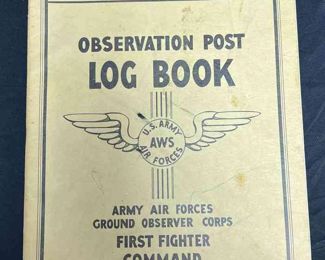 OBSERVATION POST
LOG BOOK
U.S. ARMY
AWS
AIR FORCES
ARMY AIR FORCES
GROUND OBSERVER CORPS
FIRST FIGHTER
COMMAND